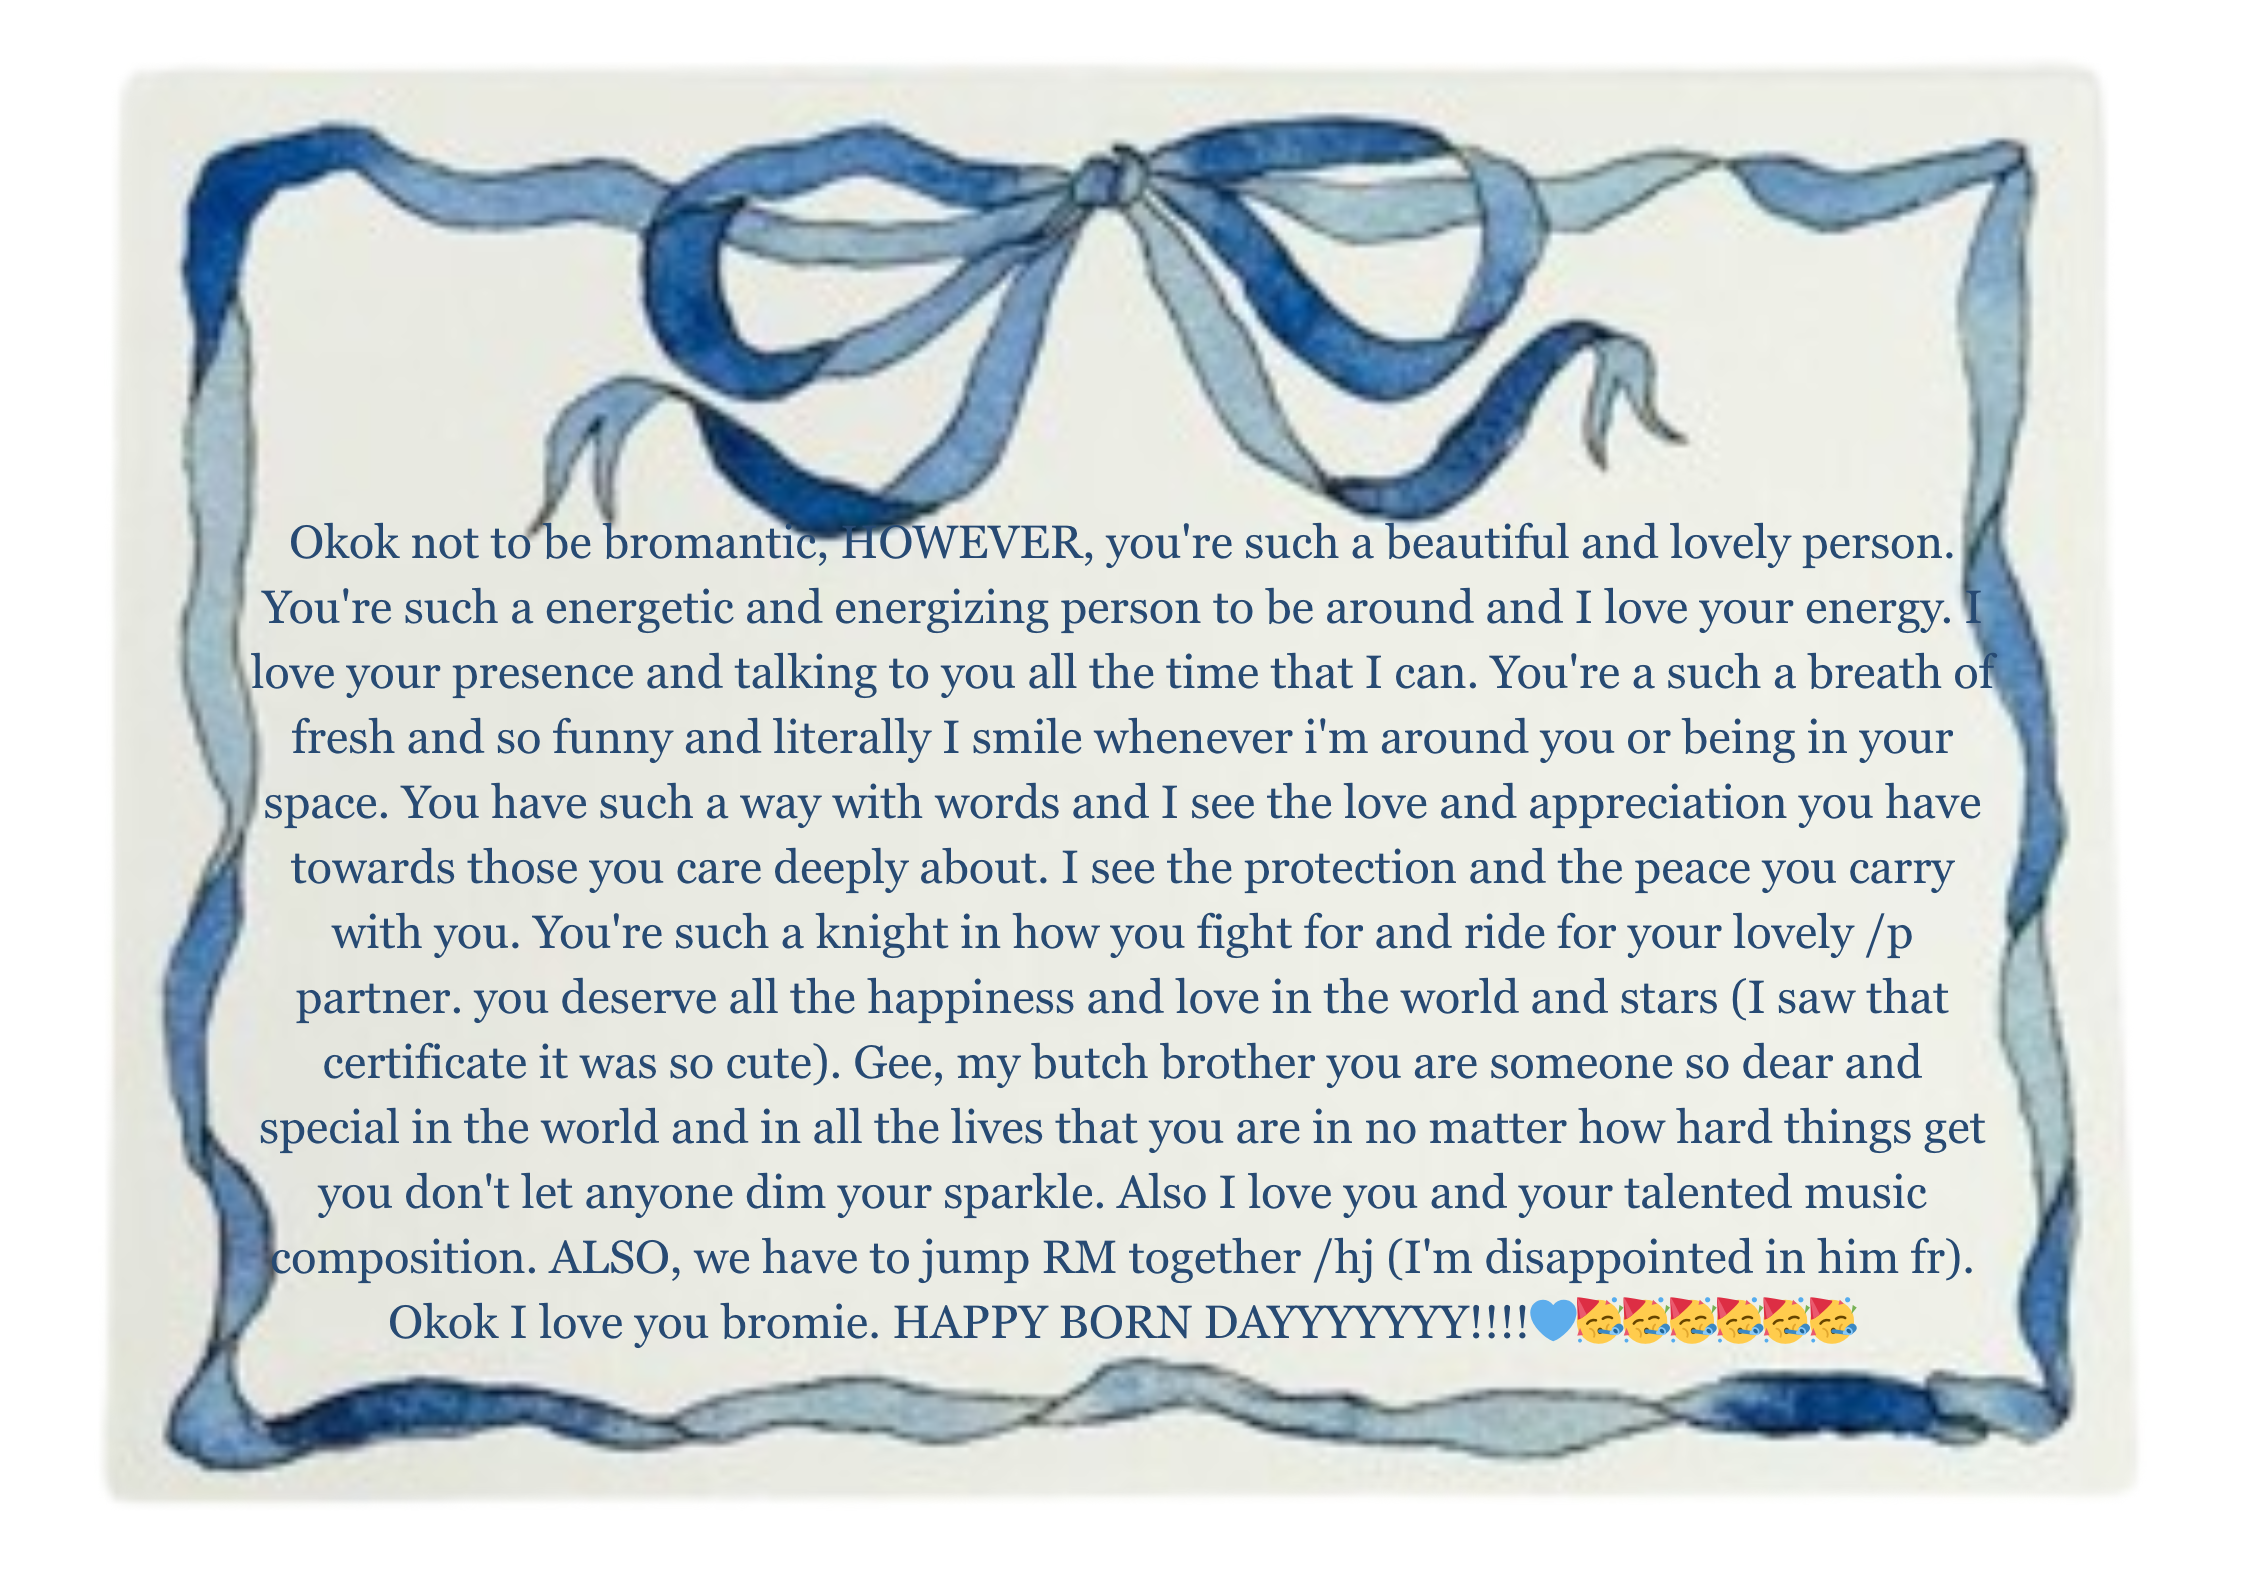 Okok not to be bromantic, HOWEVER, you're such a beautiful and lovely person.
You're such a energetic and energizing person to be around and I love your energy. I
love your presence and talking to you all the time that I can. You're a such a breath of
fresh and so funny and literally I smile whenever i'm around you or being in your
space. You have such a way with words and I see the love and appreciation you have
towards those you care deeply about. I see the protection and the peace you carry
with you. You're such a knight in how you fight for and ride for your lovely /p
partner. you deserve all the happiness and love in the world and stars (I saw that
certificate it was so cute). Gee, my butch brother you are someone so dear and
special in the world and in all the lives that you are in no matter how hard things get
you don't let anyone dim your sparkle. Also I love you and your talented music
composition. ALSO, we have to jump RM together /hj (I'm disappointed in him fr).
Okok I love you bromie. HAPPY BORN DAYYYYYYY!!!!💙🥳🥳🥳🥳🥳🥳